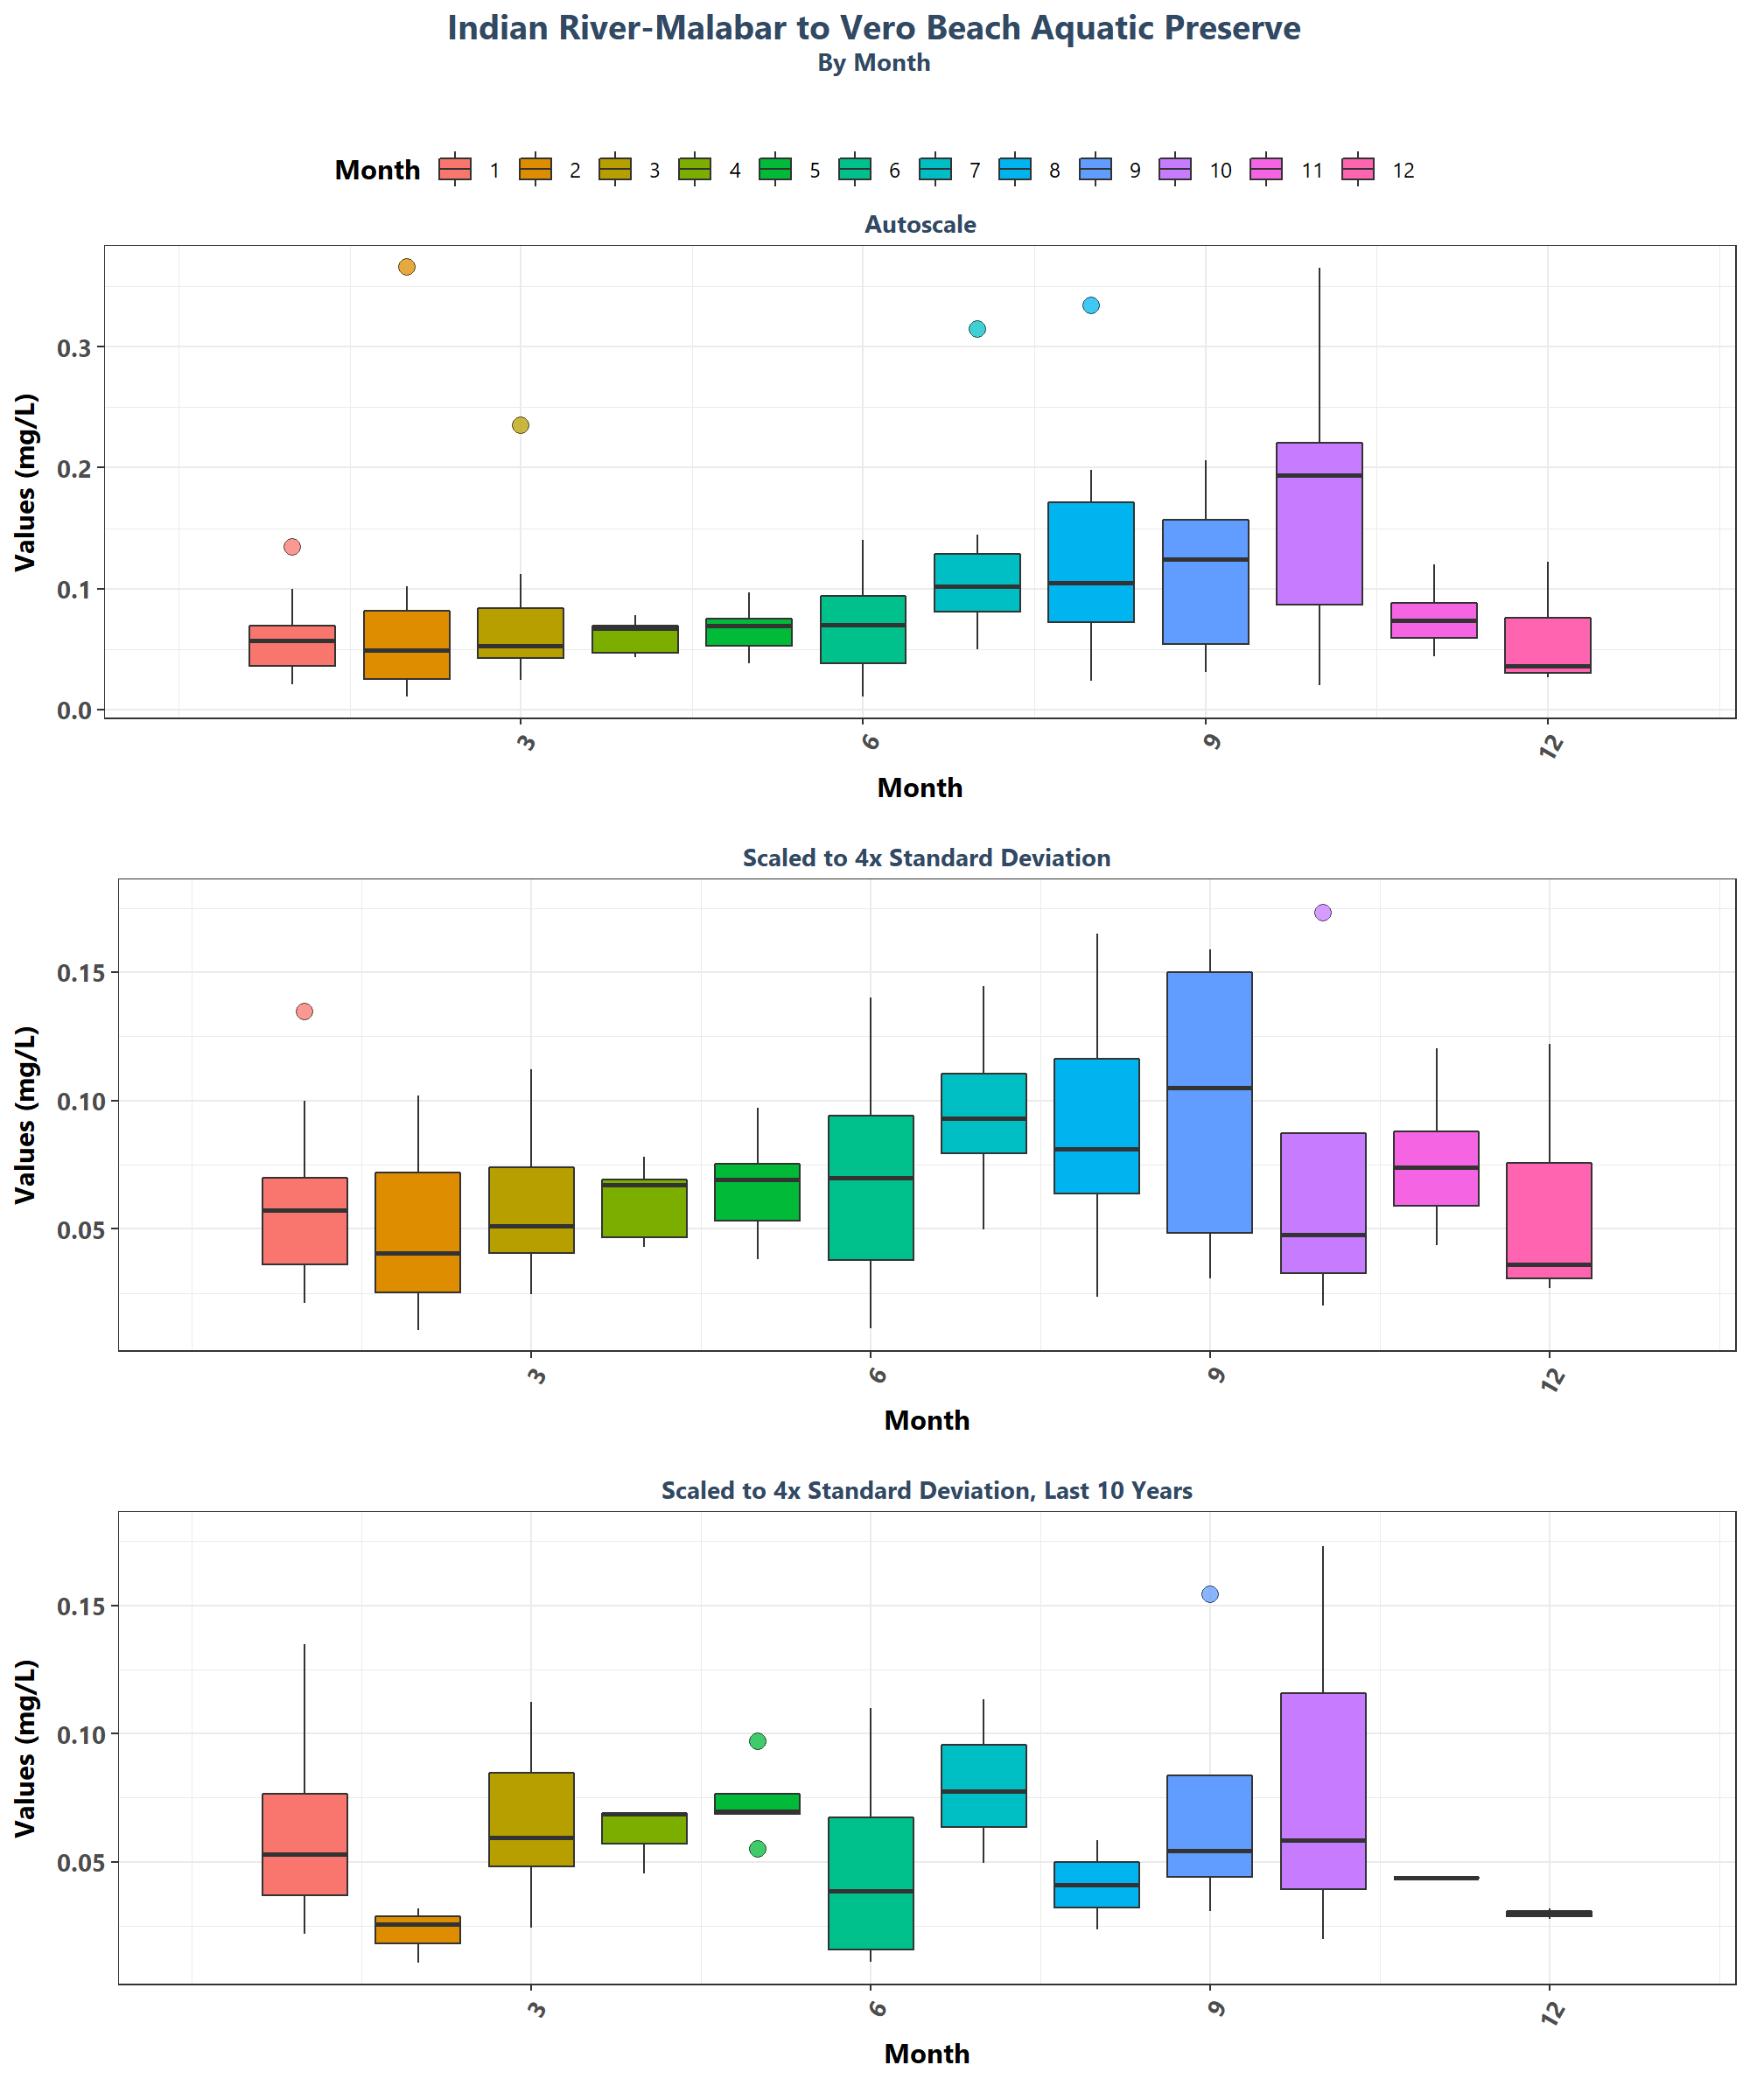 Indian River-Malabar to Vero Beach Aquatic Preserve
By Month
Month 1 2 3 4 5 6 7 8 9 10 11 12
Autoscale
Values (mg/L)
0.3
0.2
0.1
0.0
3 6 9 12
Month
Scaled to 4x Standard Deviation
Values (mg/L)
0.15
0.10
0.05
3 6 9 12
Month
Scaled to 4x Standard Deviation, Last 10 Years
Values (mg/L)
0.15
0.10
0.05
3 6 9 12
Month